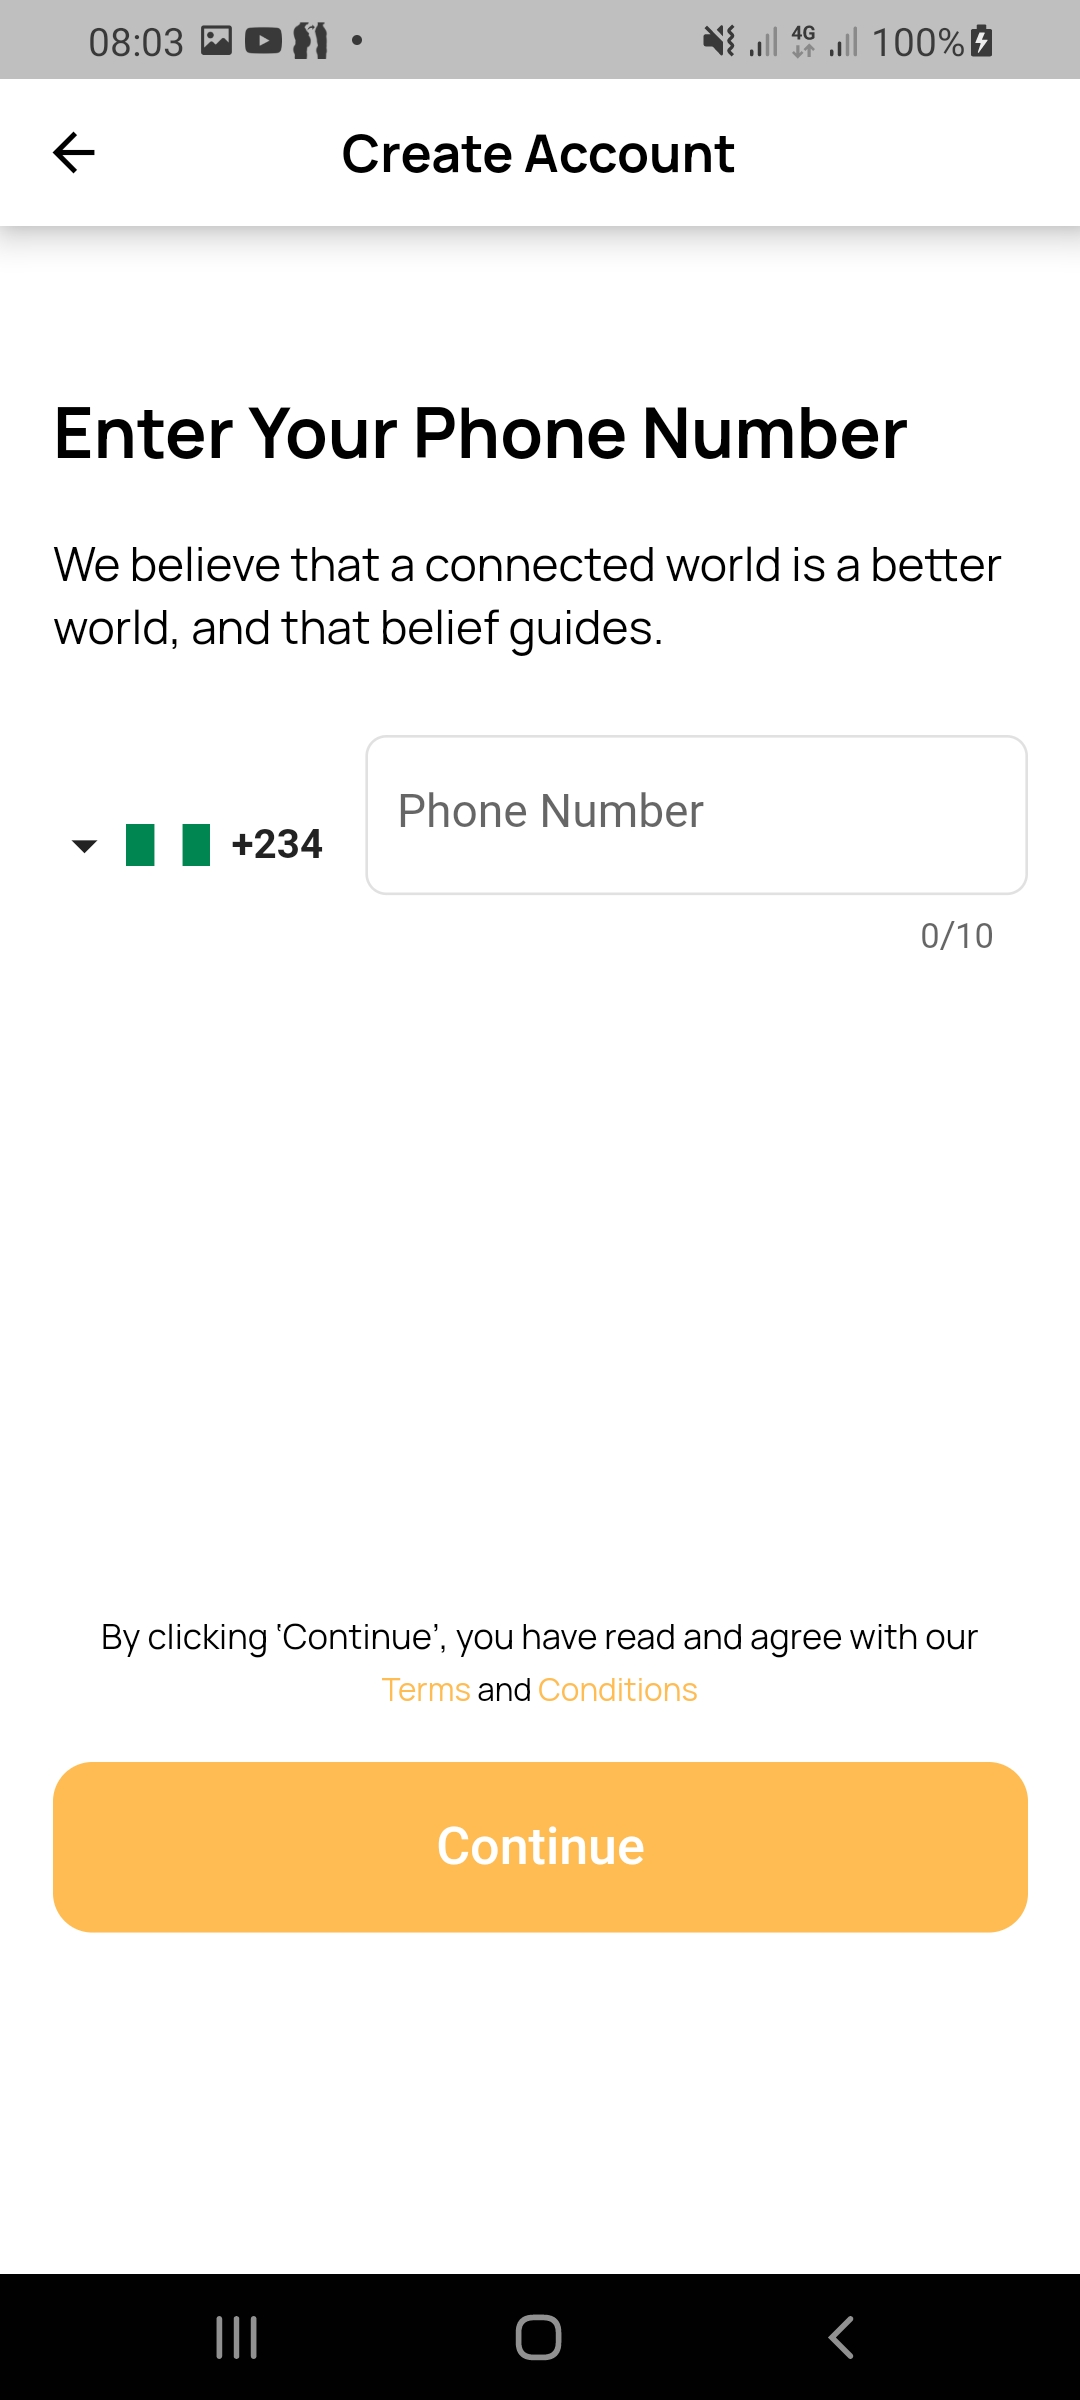 08:03
4G
100%
Create Account
Enter Your Phone Number
We believe that a connected world is a better
world, and that belief guides.
+234
Phone Number
0/10
By clicking ‘Continue’, you have read and agree with our
Terms and Conditions
Continue